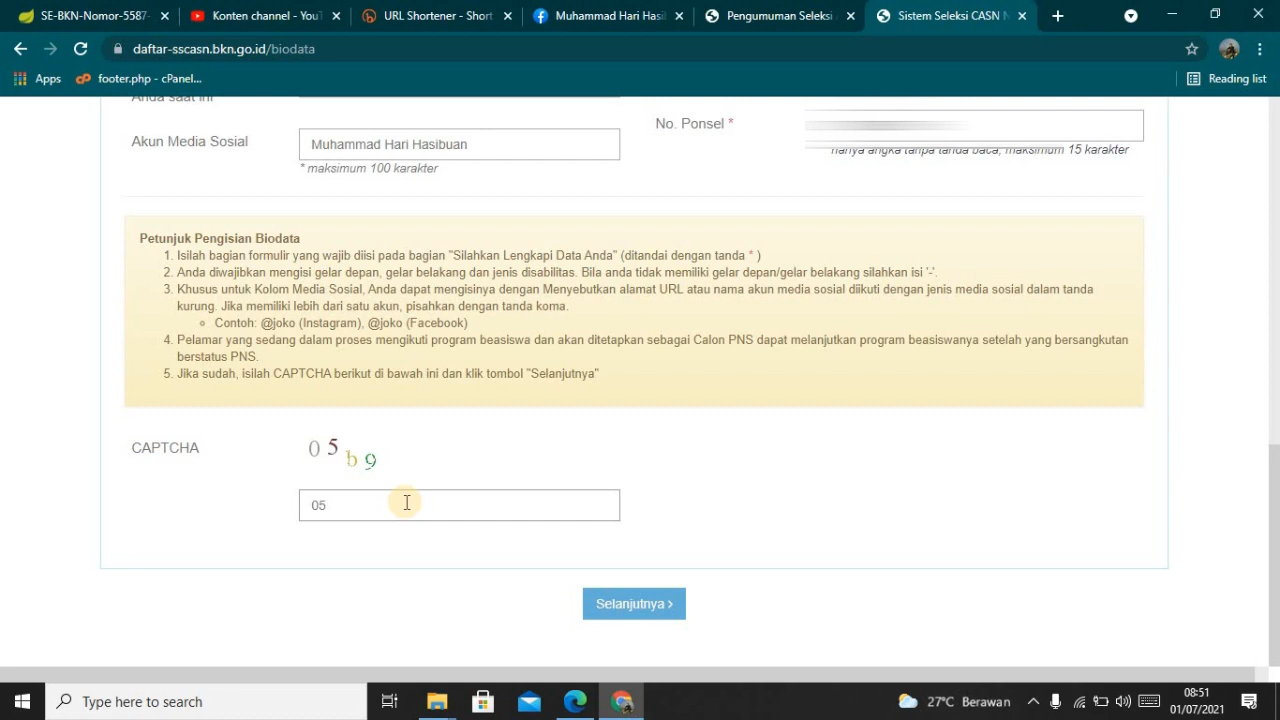 SE-BKN-Nomor-5587-
Konten channel - YouT
URL Shortener - Short
Muhammad Hari Hasib
Pengumuman Seleksi
Sistem Seleksi CASN N
daftar-sscasn.bkn.go.id/biodata
Apps
footer.php - cPanel...
Reading list
Anda saat ini
No. Ponsel *
Akun Media Sosial
Muhammad Hari Hasibuan
hanya angka tanpa tanda baca, maksimum 15 karakter
* maksimum 100 karakter
Petunjuk Pengisian Biodata
1. Isilah bagian formulir yang wajib diisi pada bagian "Silahkan Lengkapi Data Anda" (ditandai dengan tanda * )
2. Anda diwajibkan mengisi gelar depan, gelar belakang dan jenis disabilitas. Bila anda tidak memiliki gelar depan/gelar belakang silahkan isi '-'.
3. Khusus untuk Kolom Media Sosial, Anda dapat mengisinya dengan Menyebutkan alamat URL atau nama akun media sosial diikuti dengan jenis media sosial dalam tanda
kurung. Jika memiliki lebih dari satu akun, pisahkan dengan tanda koma.
Contoh: @joko (Instagram), @joko (Facebook)
4. Pelamar yang sedang dalam proses mengikuti program beasiswa dan akan ditetapkan sebagai Calon PNS dapat melanjutkan program beasiswanya setelah yang bersangkutan
berstatus PNS.
5. Jika sudah, isilah CAPTCHA berikut di bawah ini dan klik tombol "Selanjutnya"
CAPTCHA
05b9
05
Selanjutnya
Type here to search
27°C Berawan
08:51
01/07/2021